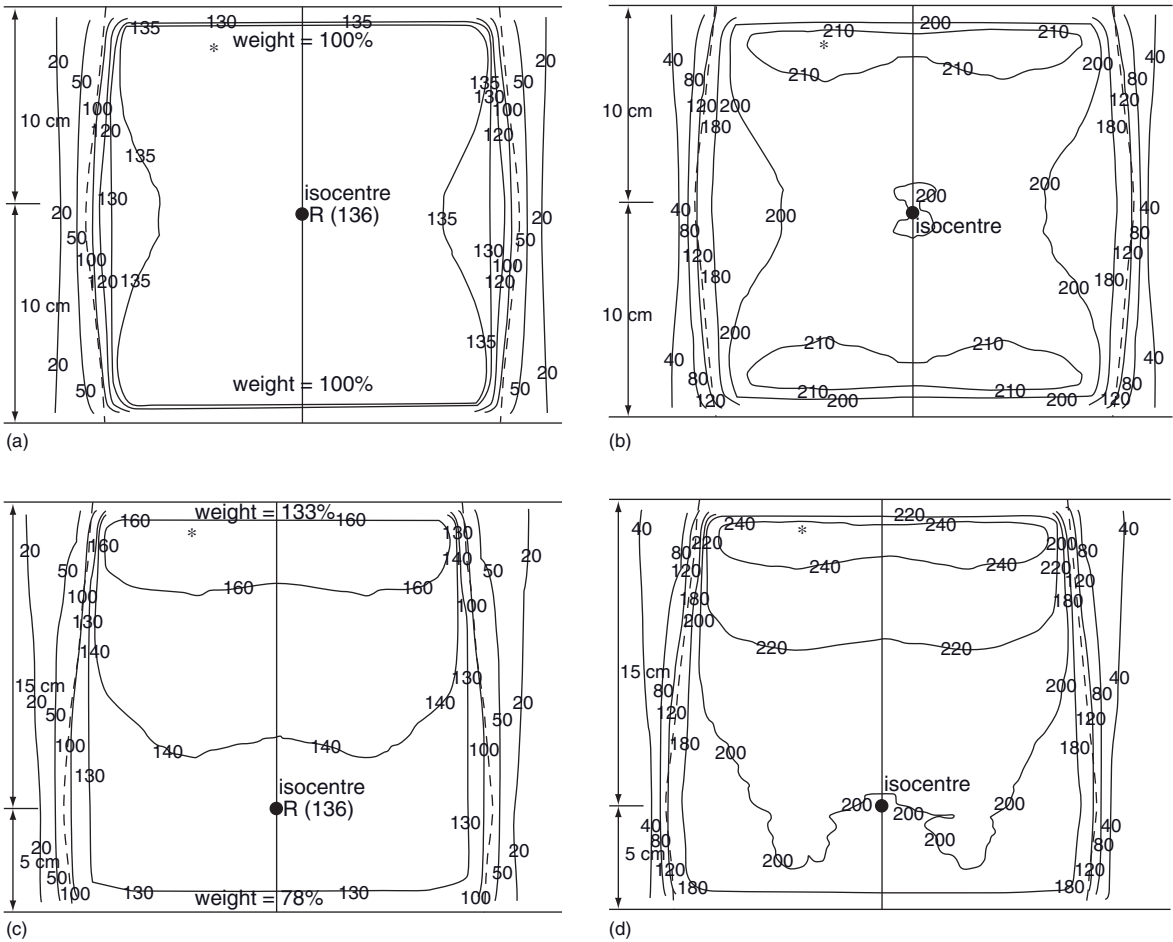 135 130 135
weight = 100%
*
20 20
50 135 50
130
100 100
120 120
10 cm
135
isocentre
130
R (136)
20 135 20
50 50
130
100 100
120 135 120
10 cm
135
20 20
50 weight = 100% 50
(a)
200
210 210
*
40 200 40
80 210 210 80
120 200 120
180 180
10 cm
200 200
200
40 40
isocentre
80 80
120 120
180 180
200
10 cm
200
210 210
40 40
80 80
210 210
120 200 200 120
(b)
weight = 133%
160 160
*
130
20 160 20
140
50 50
160
100 100
130
140
130
15 cm
20 140 20
50 50
140 140
100 100
130
isocentre
R (136)
130
20 20
5 cm
50 50
100 130 130 100
weight = 78%
(c)
220
40 240 240 40
*
220 200
80 80
240 240
120 220 120
180 180
200
220 220
15 cm
40
200
80 80
120 120
180 180
200
isocentre
200 200
40 40
80 200 80
5 cm
200
120 120
180 180
(d)